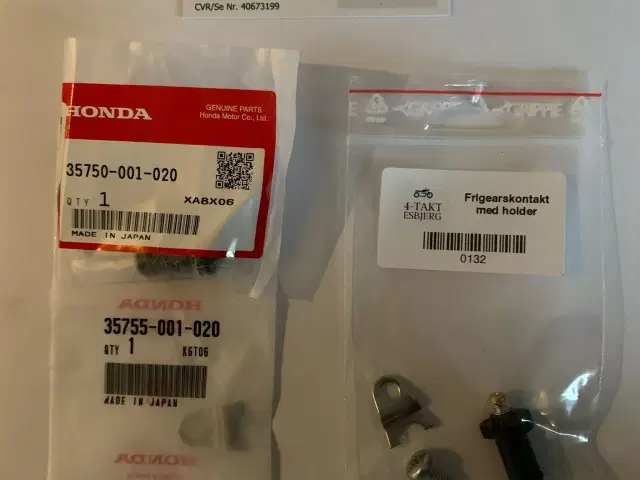 CVR/Se Nr. 40673199
HONDA
GENUINE PARTS
Honda Motor Co., Ltd.
35750-001-020
QTY 1
XA8X06
MADE IN JAPAN
HONDA
35755-001-020
QTY 1
K6T06
MADE IN JAPAN
HONDA
GRIPPIE
GRIPPIE
4-TAKT
ESBJERG
Frigearskontakt
med holder
0132